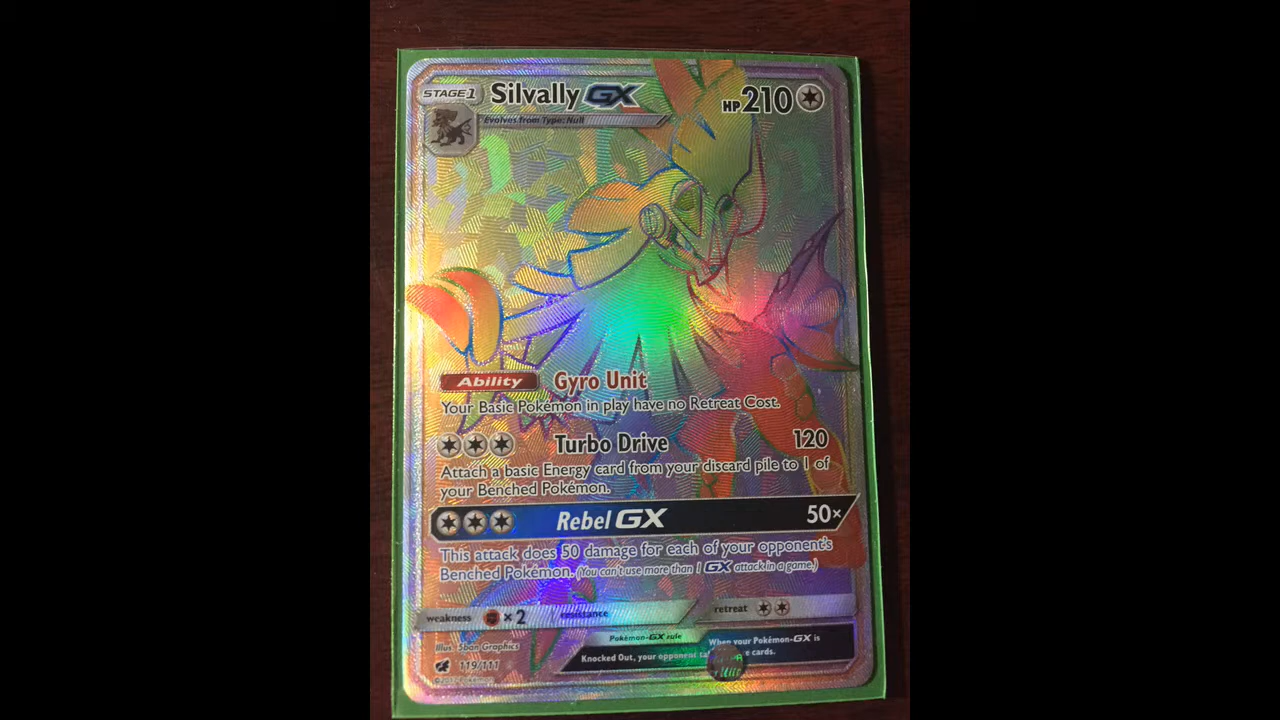 STAGE1 Silvally GX HP210
Evolves from Type: Null
Ability Gyro Unit
Your Basic Pokémon in play have no Retreat Cost.
Turbo Drive 120
Attach a basic Energy card from your discard pile to 1 of
your Benched Pokémon.
Rebel GX 50×
This attack does 50 damage for each of your opponent's
Benched Pokémon. (You can't use more than 1 GX attack in a game.)
weakness ×2 resistance retreat
Pokémon-GX rule When your Pokémon-GX is
Knocked Out, your opponent cards.
Illus. 5ban Graphics
119/111
©2017 Pokémon